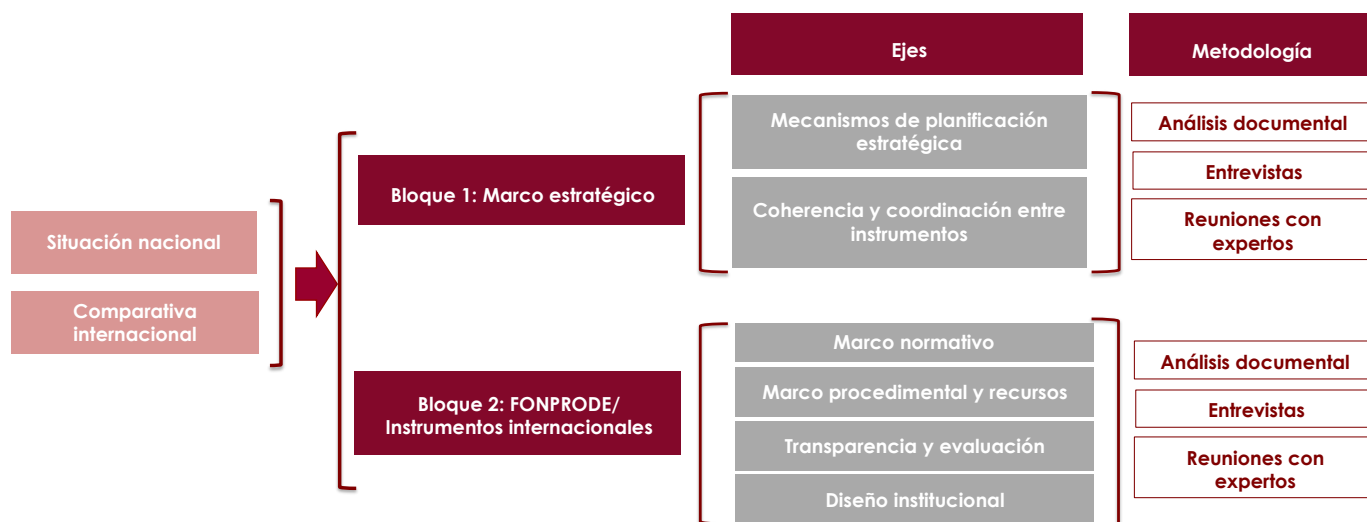 Situación nacional
Comparativa
internacional
Bloque 1: Marco estratégico
Bloque 2: FONPRODE/
Instrumentos internacionales
Ejes
Mecanismos de planificación
estratégica
Coherencia y coordinación entre
instrumentos
Marco normativo
Marco procedimental y recursos
Transparencia y evaluación
Diseño institucional
Metodología
Análisis documental
Entrevistas
Reuniones con
expertos
Análisis documental
Entrevistas
Reuniones con
expertos